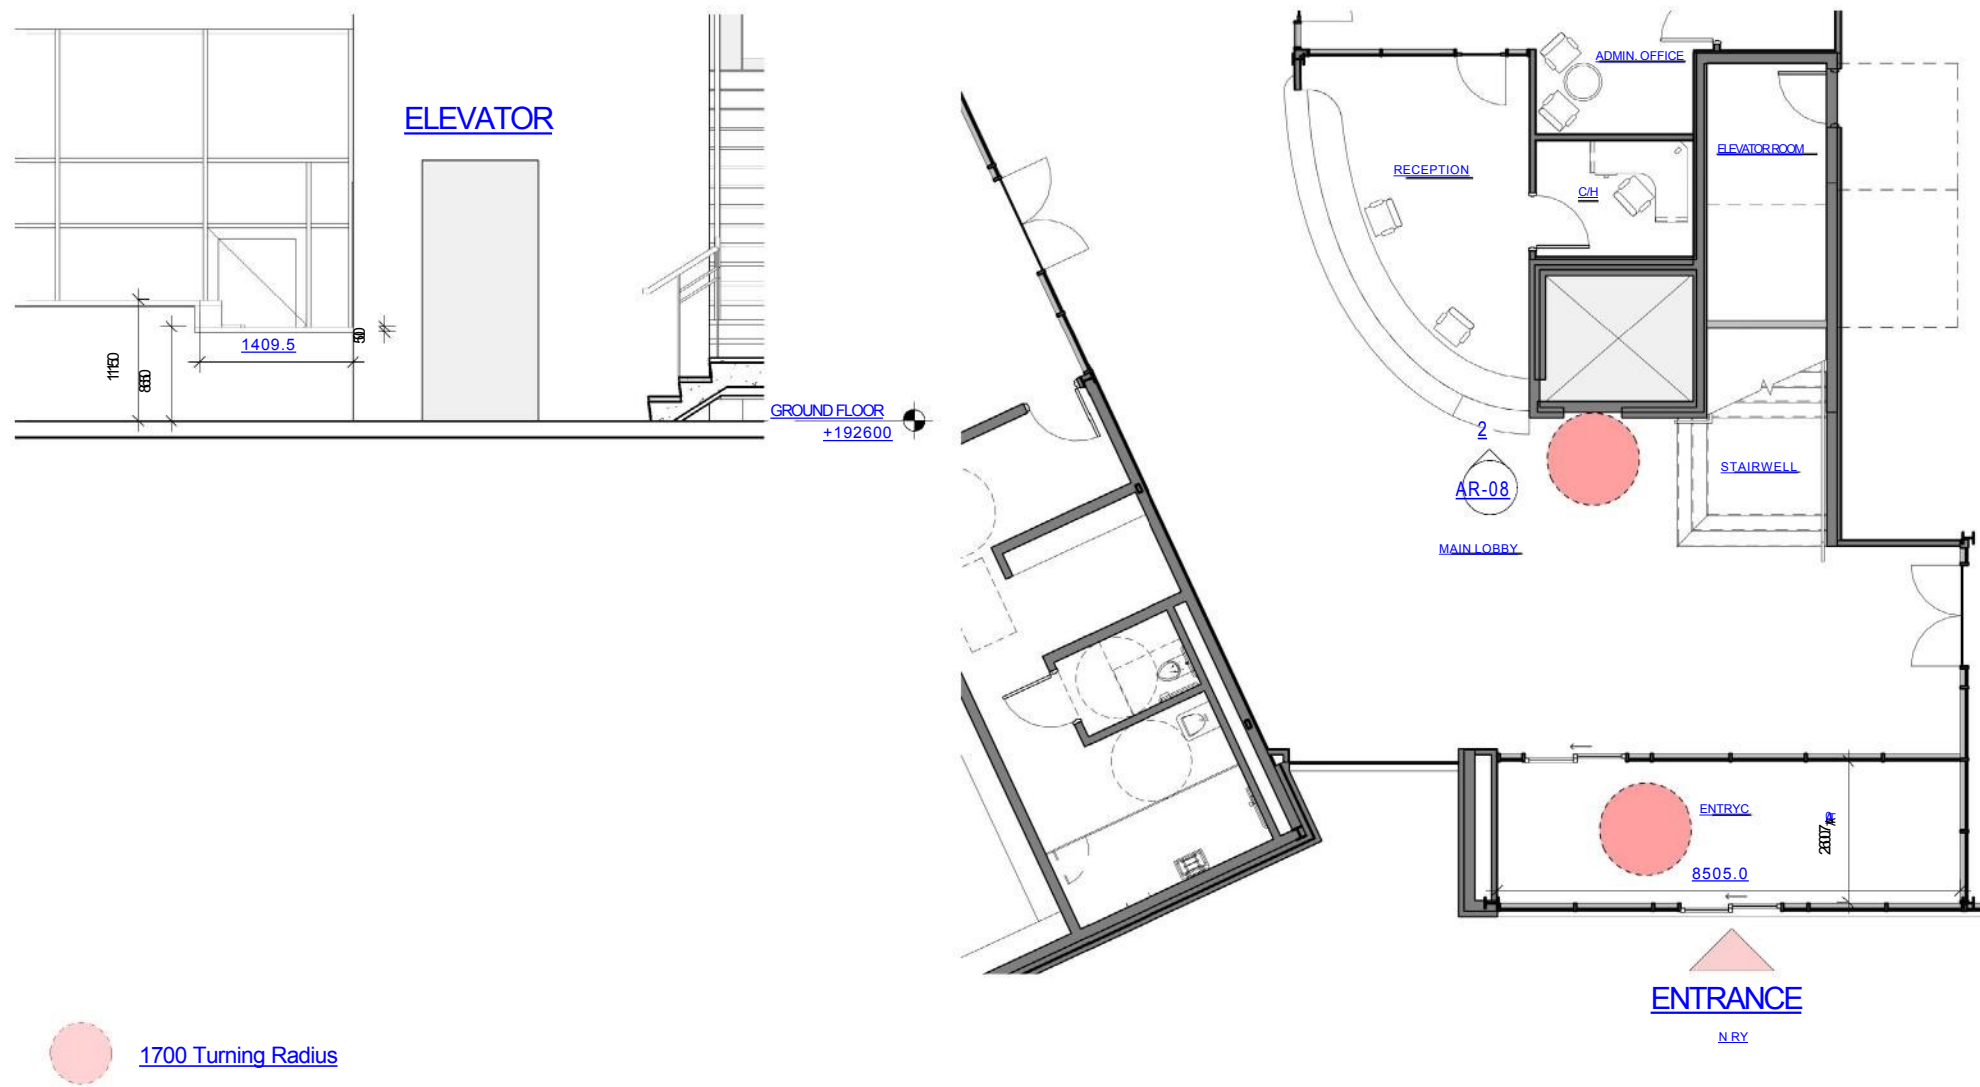 ELEVATOR
1409.5
GROUND FLOOR
+192600
ADMIN. OFFICE
ELEVATOR ROOM
RECEPTION
C/H
2
AR-08
STAIRWELL
MAIN LOBBY
ENTRYC
8505.0
ENTRANCE
N RY
1700 Turning Radius